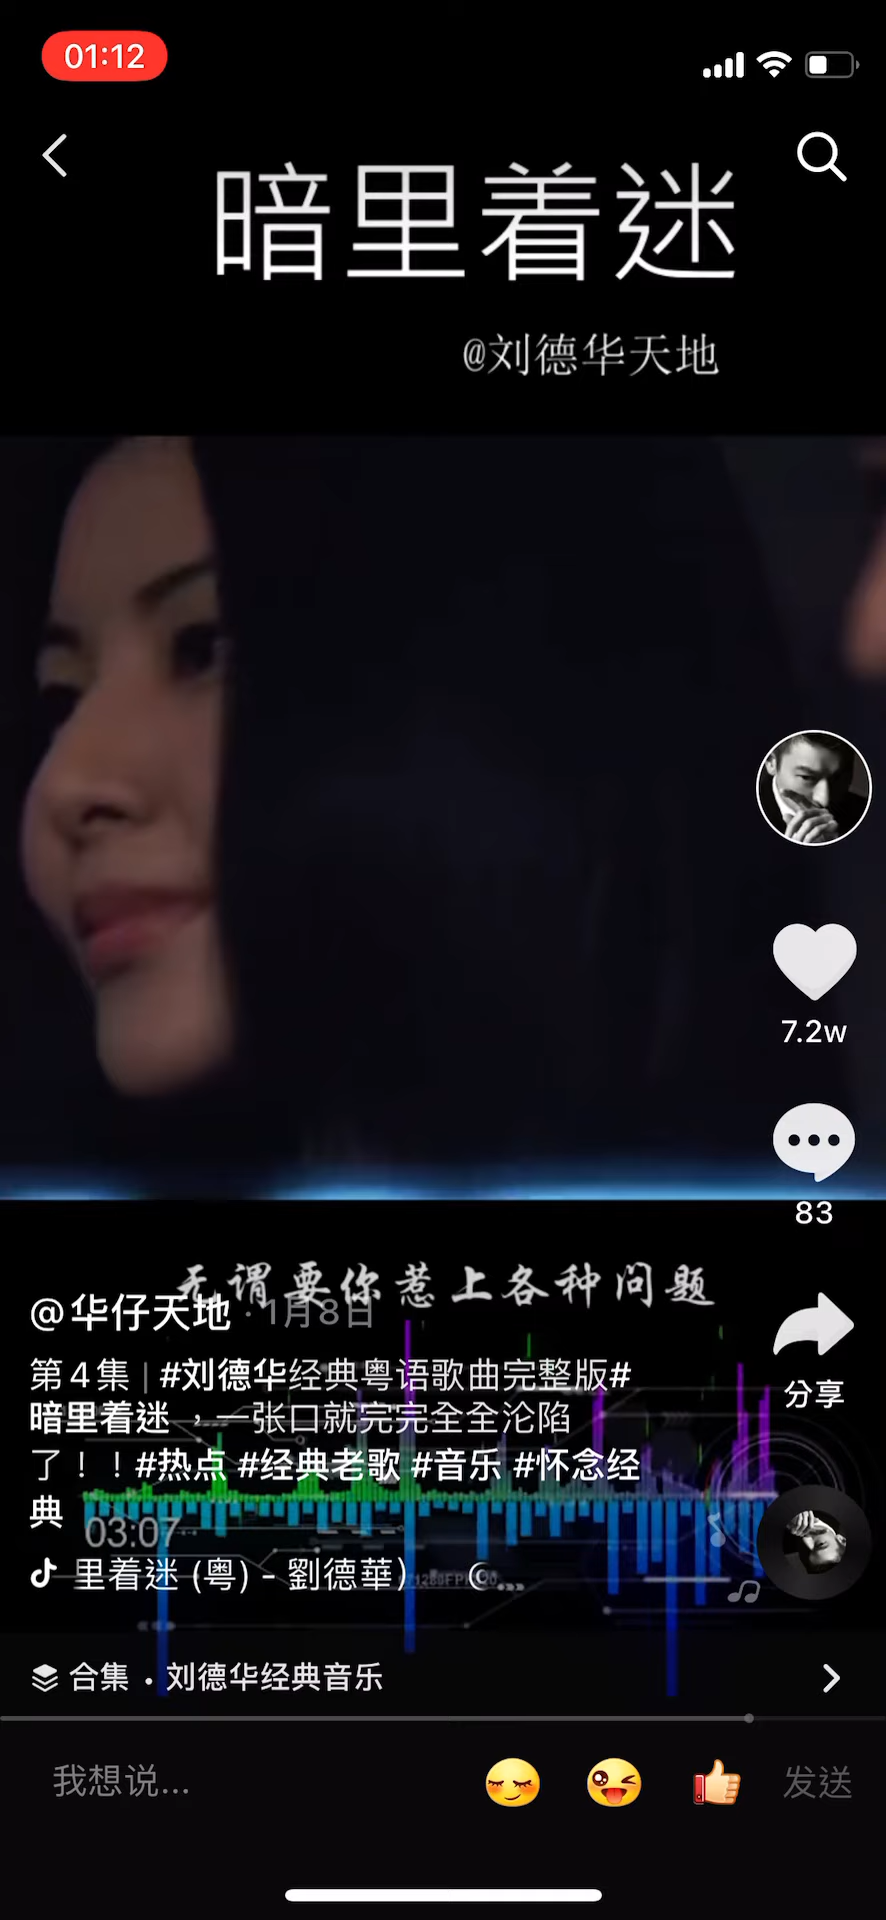 01:12
暗里着迷
@刘德华天地
7.2w
83
无谓要你惹上各种问题
@华仔天地 · 1月8日
分享
第4集 | #刘德华经典粤语歌曲完整版#
暗里着迷 ，一张口就完完全全沦陷
了！！#热点 #经典老歌 #音乐 #怀念经
典
03:07
里着迷 (粤) - 劉德華)
合集 · 刘德华经典音乐
我想说...
发送